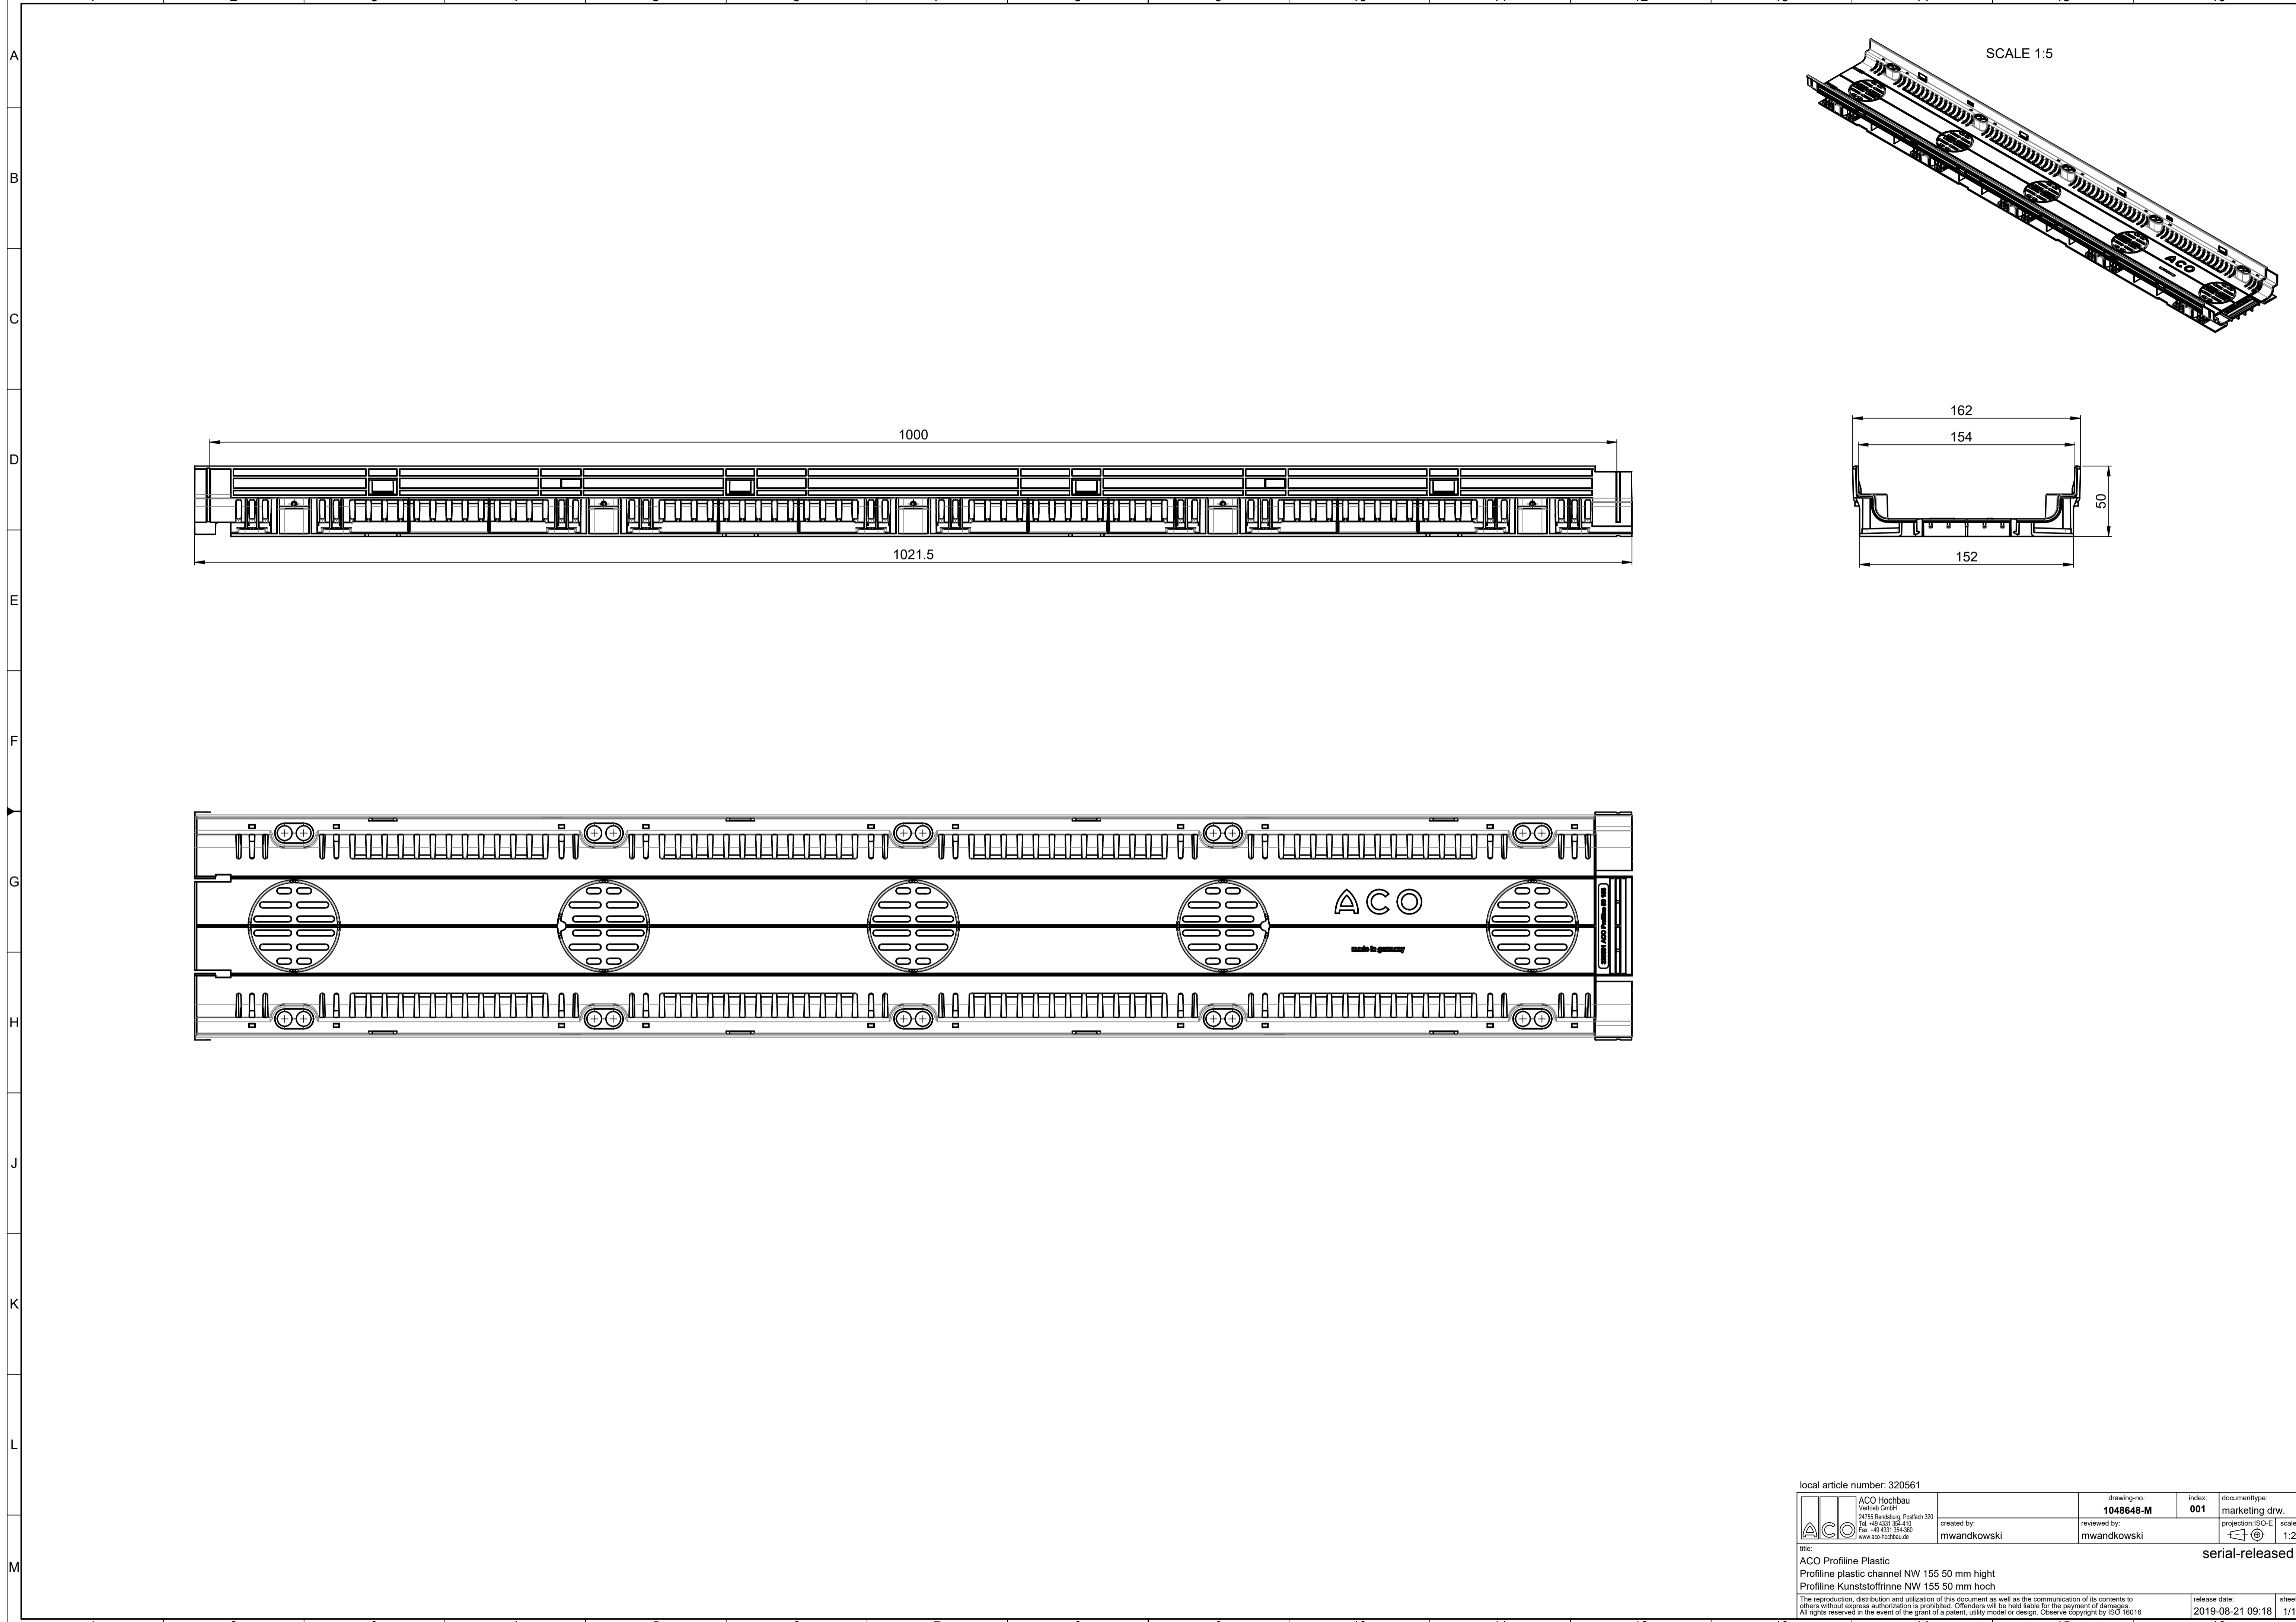 A
SCALE 1:5
B
C
D
1000
162
154
50
1021.5
152
E
F
G
ACO
made in germany
H
J
K
L
M
local article number: 320561
ACO
ACO Hochbau
Vertrieb GmbH
24755 Rendsburg, Postfach 320
Tel. +49 4331 354-410
Fax. +49 4331 354-360
www.aco-hochbau.de
drawing-no.:
1048648-M
index:
001
documenttype:
marketing drw.
created by:
mwandkowski
reviewed by:
mwandkowski
projection:ISO-E
scale
1:2
title:
serial-released
ACO Profiline Plastic
Profiline plastic channel NW 155 50 mm hight
Profiline Kunststoffrinne NW 155 50 mm hoch
The reproduction, distribution and utilization of this document as well as the communication of its contents to
others without express authorization is prohibited. Offenders will be held liable for the payment of damages.
All rights reserved in the event of the grant of a patent, utility model or design. Observe copyright by ISO 16016
release date:
2019-08-21 09:18
1/1